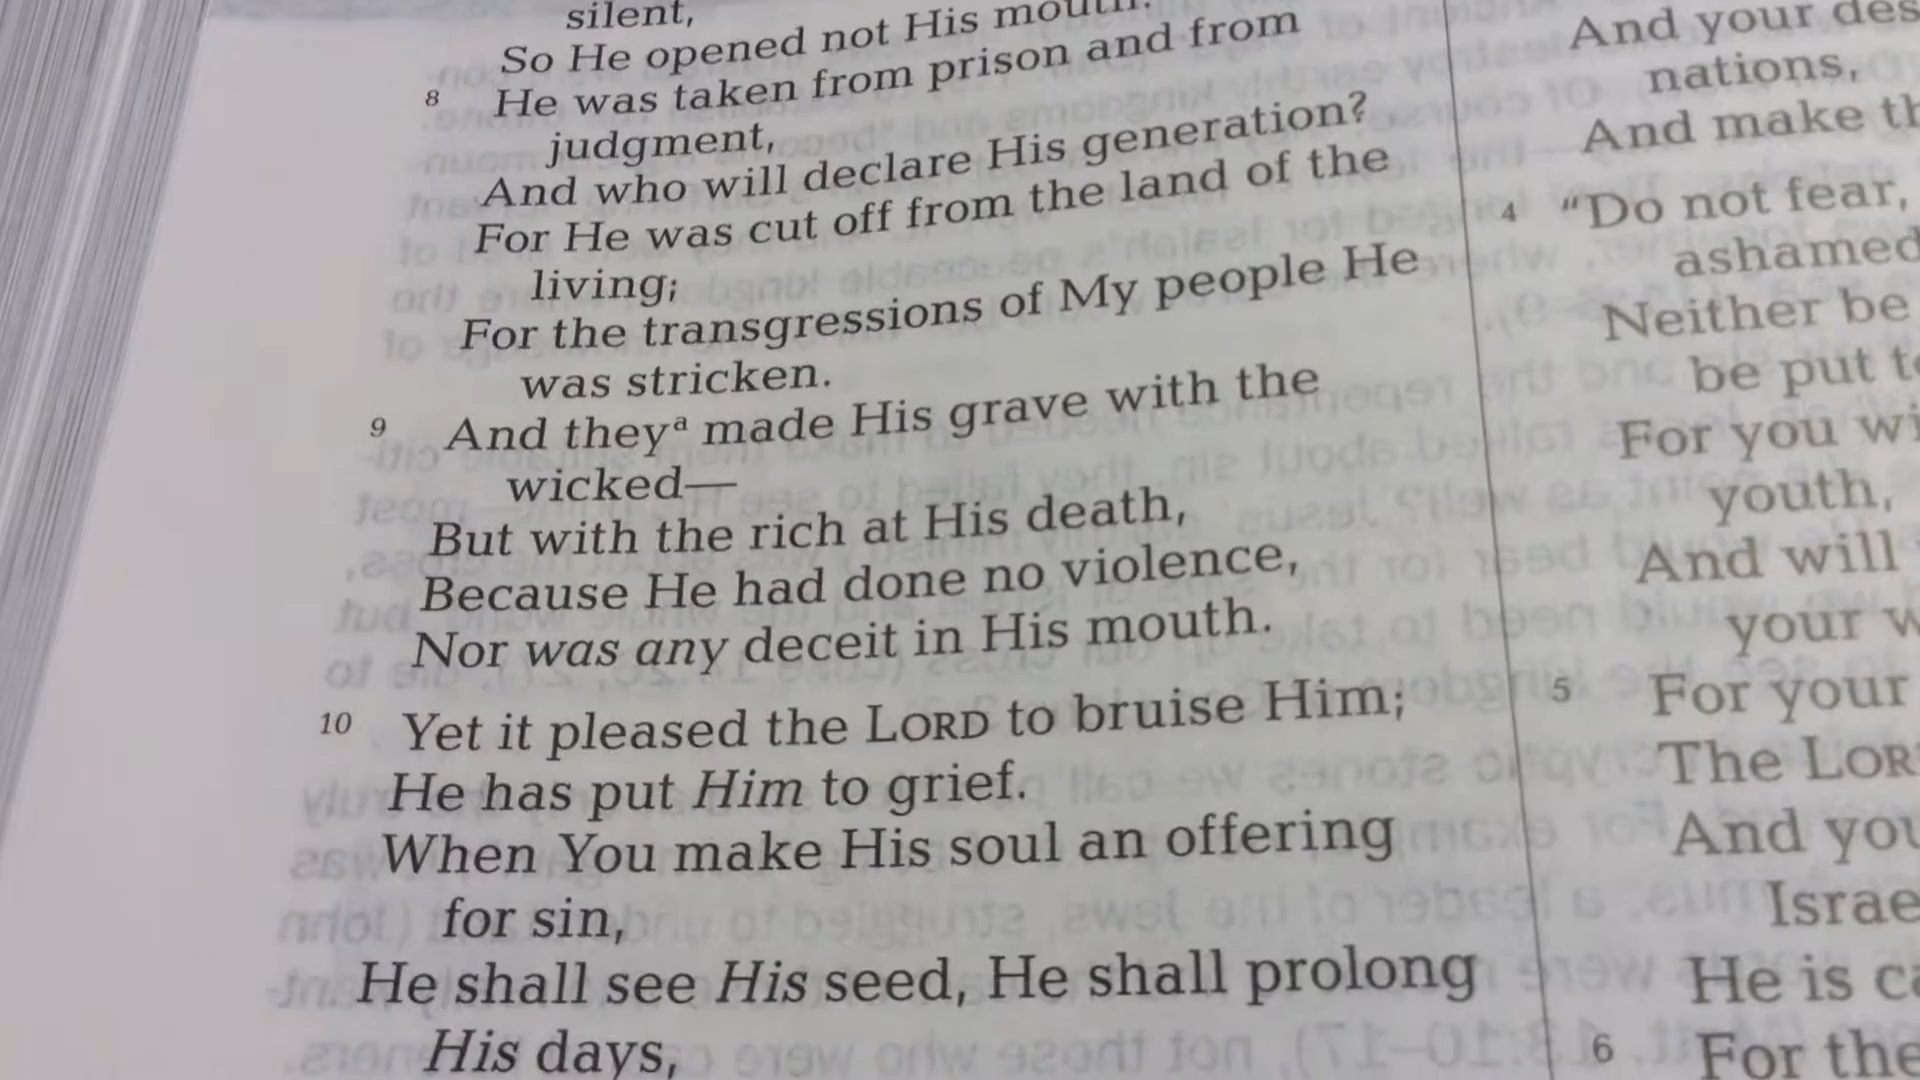 silent,
So He opened not His mouth.
8 He was taken from prison and from
judgment,
And who will declare His generation?
For He was cut off from the land of the
living;
For the transgressions of My people He
was stricken.
9 And theyª made His grave with the
wicked—
But with the rich at His death,
Because He had done no violence,
Nor was any deceit in His mouth.
10 Yet it pleased the LORD to bruise Him;
He has put Him to grief.
When You make His soul an offering
for sin,
He shall see His seed, He shall prolong
His days,
And your des
nations,
And make th
4 “Do not fear,
ashamed
Neither be
be put to
For you wi
youth,
And will
your w
5 For your
The LOR
And you
Israe
He is ca
6 For the